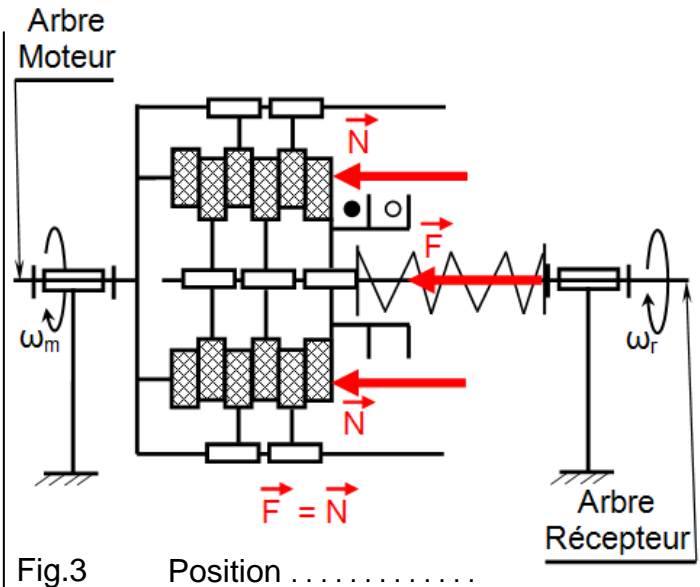 Arbre
Moteur
N
F
ωm
ωr
N
F = N
Arbre
Récepteur
Fig.3 Position . . . . . . . . . . . . .